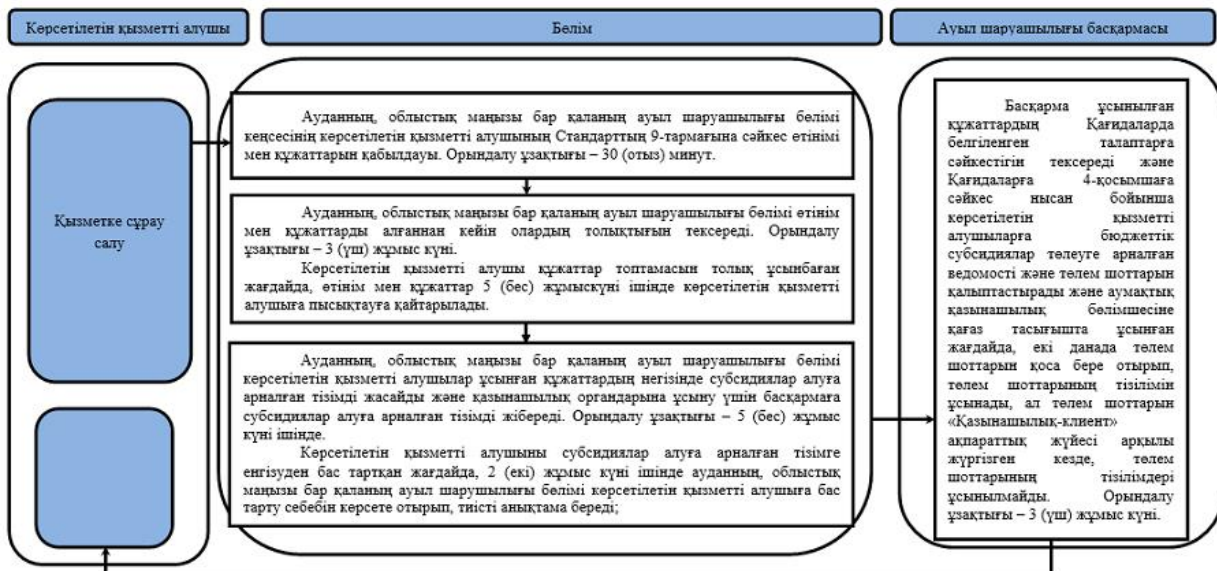 Көрсетілетін қызметті алушы
Бөлім
Ауыл шаруашылығы басқармасы
Қызметке сұрау
салу
Ауданның, облыстық маңызы бар қаланың ауыл шаруашылығы бөлімі
кеңсесінің көрсетілетін қызметті алушының Стандарттың 9-тармағына сәйкес өтінімі
мен құжаттарын қабылдауы. Орындалу ұзақтығы – 30 (отыз) минут.
Ауданның, облыстық маңызы бар қаланың ауыл шаруашылығы бөлімі өтінім
мен құжаттарды алғаннан кейін олардың толықтығын тексереді. Орындалу
ұзақтығы – 3 (үш) жұмыс күні.
Көрсетілетін қызметті алушы құжаттар топтамасын толық ұсынбаған
жағдайда, өтінім мен құжаттар 5 (бес) жұмыскүні ішінде көрсетілетін қызметті
алушыға пысықтауға қайтарылады.
Ауданның, облыстық маңызы бар қаланың ауыл шаруашылығы бөлімі
көрсетілетін қызметті алушылар ұсынған құжаттардың негізінде субсидиялар алуға
арналған тізімді жасайды және қазынашылық органдарына ұсыну үшін басқармаға
субсидиялар алуға арналған тізімді жібереді. Орындалу ұзақтығы – 5 (бес) жұмыс
күні ішінде.
Көрсетілетін қызметті алушыны субсидиялар алуға арналған тізімге
енгізуден бас тартқан жағдайда, 2 (екі) жұмыс күні ішінде ауданның, облыстық
маңызы бар қаланың ауыл шарушылығы бөлімі көрсетілетін қызметті алушыға бас
тарту себебін көрсете отырып, тиісті анықтама береді;
Басқарма ұсынылған
құжаттардың Қағидаларда
белгіленген талаптарға
сәйкестігін тексереді және
Қағидаларға 4-қосымшаға
сәйкес нысан бойынша
көрсетілетін қызметті
алушыларға бюджеттік
субсидиялар төлеуге арналған
ведомості және төлем шоттарын
қалыптастырады және аумақтық
қазынашылық бөлімшесіне
қағаз тасығышта ұсынған
жағдайда, екі данада төлем
шоттарын қоса бере отырып,
төлем шоттарының тізілімін
ұсынады, ал төлем шоттарын
«Қазынашылық-клиент»
ақпараттық жүйесі арқылы
жүргізген кезде, төлем
шоттарының тізілімдері
ұсынылмайды. Орындалу
ұзақтығы – 3 (үш) жұмыс күні.